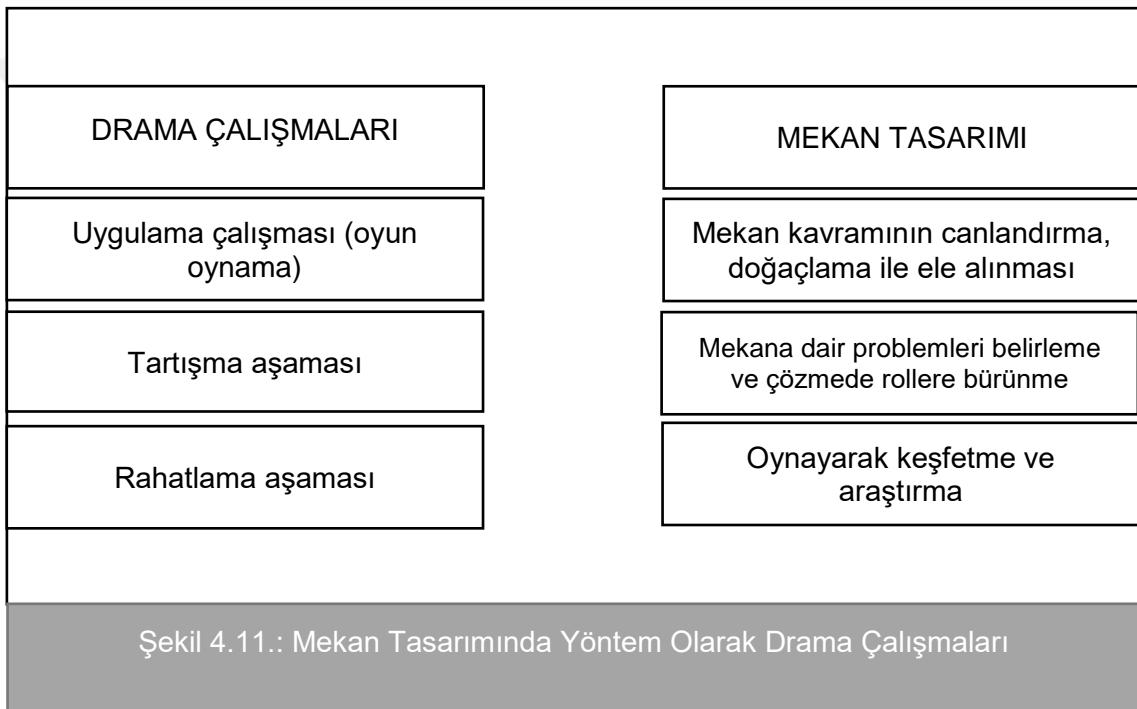 DRAMA ÇALIŞMALARI
Uygulama çalışması (oyun
oynama)
Tartışma aşaması
Rahatlama aşaması
MEKAN TASARIMI
Mekan kavramının canlandırma,
doğaçlama ile ele alınması
Mekana dair problemleri belirleme
ve çözmede rollere bürünme
Oynayarak keşfetme ve
araştırma
Şekil 4.11.: Mekan Tasarımında Yöntem Olarak Drama Çalışmaları